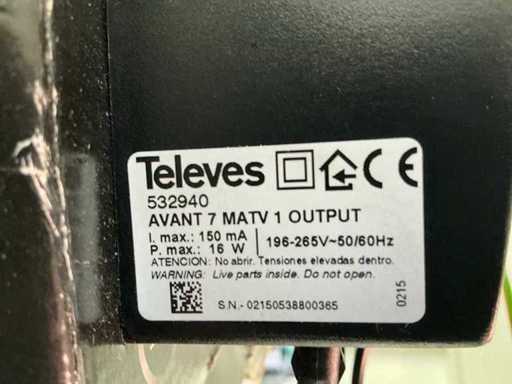 Televes CE
532940
AVANT 7 MATV 1 OUTPUT
I. max.: 150 mA
P. max.: 16 W
196-265V~50/60Hz
ATENCION: No abrir. Tensiones elevadas dentro.
WARNING: Live parts inside. Do not open.
S.N.- 02150538800365
0215